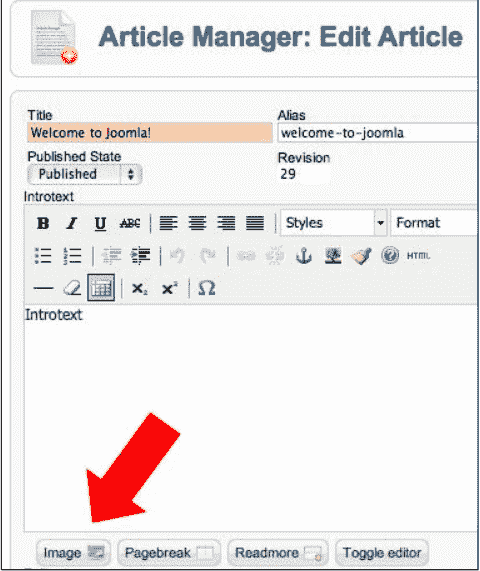 Article Manager: Edit Article
Title Alias
Welcome to Joomla! welcome-to-joomla
Published State Revision
Published 29
Introtext
B I U ABC Styles Format
HTML
Introtext
Image Pagebreak Readmore Toggle editor